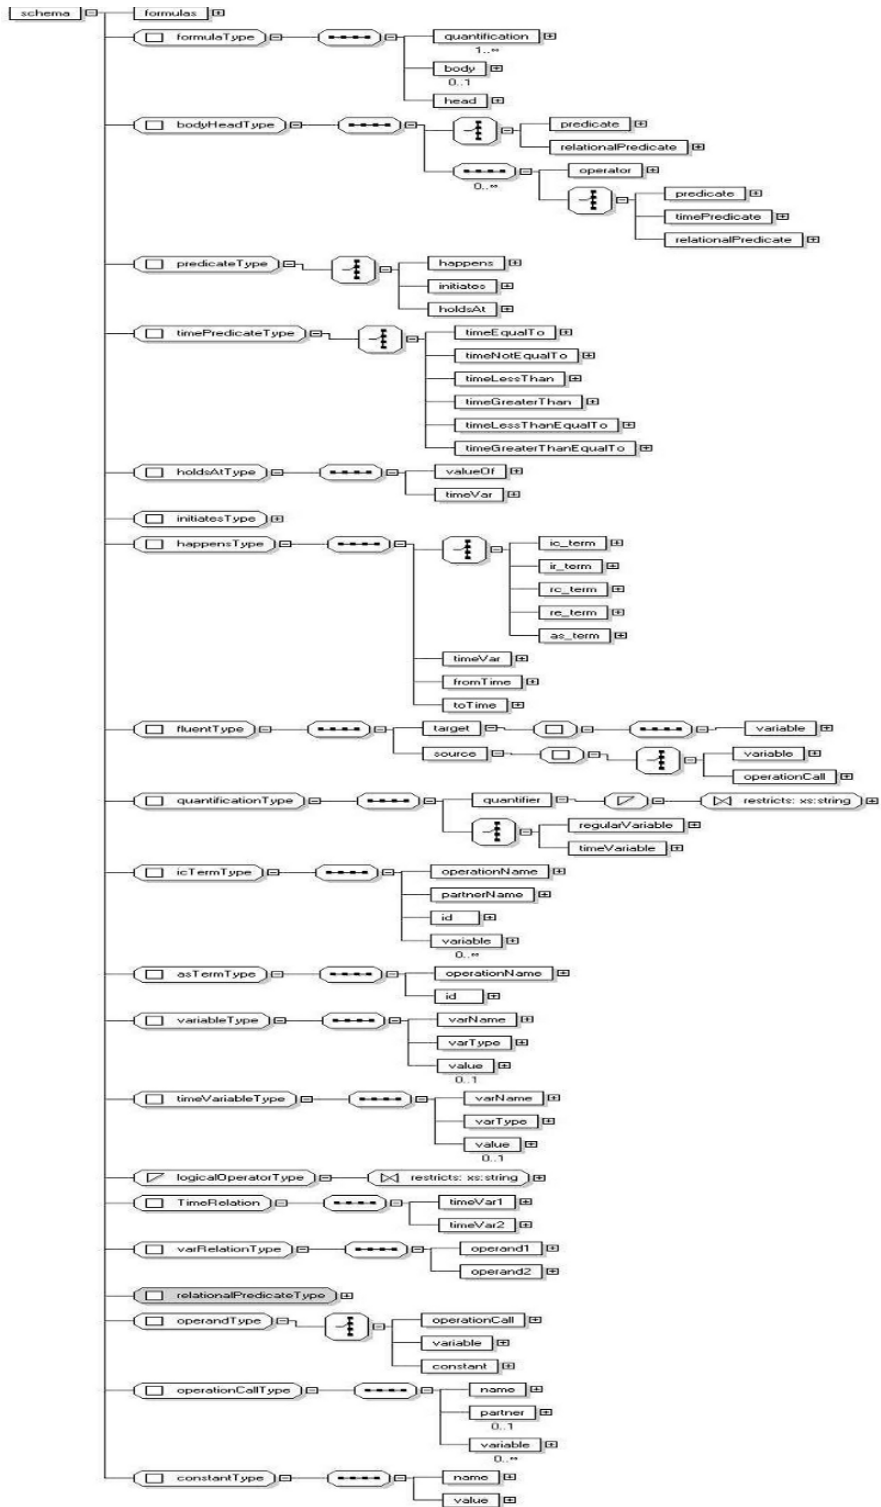 schema
formulas
formulaType
quantification
1..∞
body
0..1
head
bodyHeadType
predicate
relationalPredicate
0..∞
operator
predicate
timePredicate
relationalPredicate
predicateType
happens
initiates
holdsAt
timePredicateType
timeEqualTo
timeNotEqualTo
timeLessThan
timeGreaterThan
timeLessThanEqualTo
timeGreaterThanEqualTo
holdsAtType
valueOf
timeVar
initiatesType
happensType
ic_term
ir_term
rc_term
re_term
as_term
timeVar
fromTime
toTime
fluentType
target
variable
source
variable
operationCall
quantificationType
quantifier
restricts: xs:string
regularVariable
timeVariable
icTermType
operationName
partnerName
id
variable
0..∞
asTermType
operationName
id
variableType
varName
varType
value
0..1
timeVariableType
varName
varType
value
0..1
logicalOperatorType
restricts: xs:string
TimeRelation
timeVar1
timeVar2
varRelationType
operand1
operand2
relationalPredicateType
operandType
operationCall
variable
constant
operationCallType
name
partner
0..1
variable
0..∞
constantType
name
value